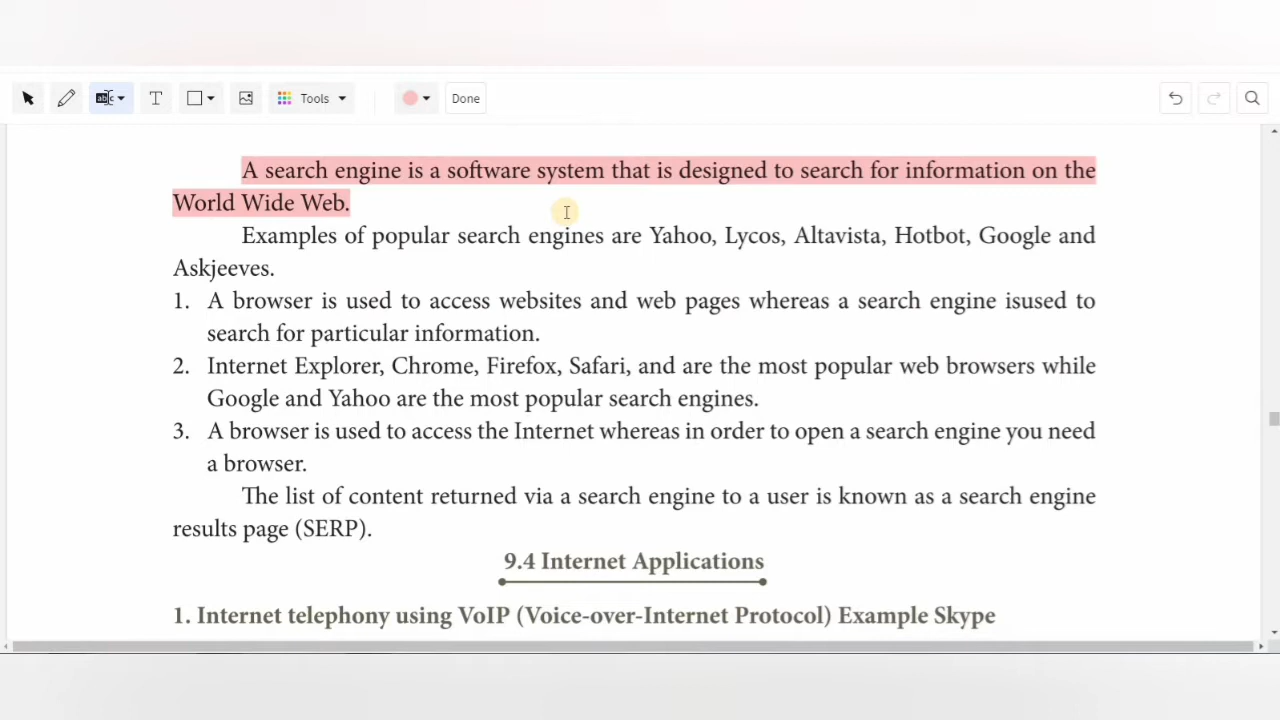 Tools
Done
A search engine is a software system that is designed to search for information on the
World Wide Web.
Examples of popular search engines are Yahoo, Lycos, Altavista, Hotbot, Google and
Askjeeves.
1. A browser is used to access websites and web pages whereas a search engine isused to
search for particular information.
2. Internet Explorer, Chrome, Firefox, Safari, and are the most popular web browsers while
Google and Yahoo are the most popular search engines.
3. A browser is used to access the Internet whereas in order to open a search engine you need
a browser.
The list of content returned via a search engine to a user is known as a search engine
results page (SERP).
9.4 Internet Applications
1. Internet telephony using VoIP (Voice-over-Internet Protocol) Example Skype